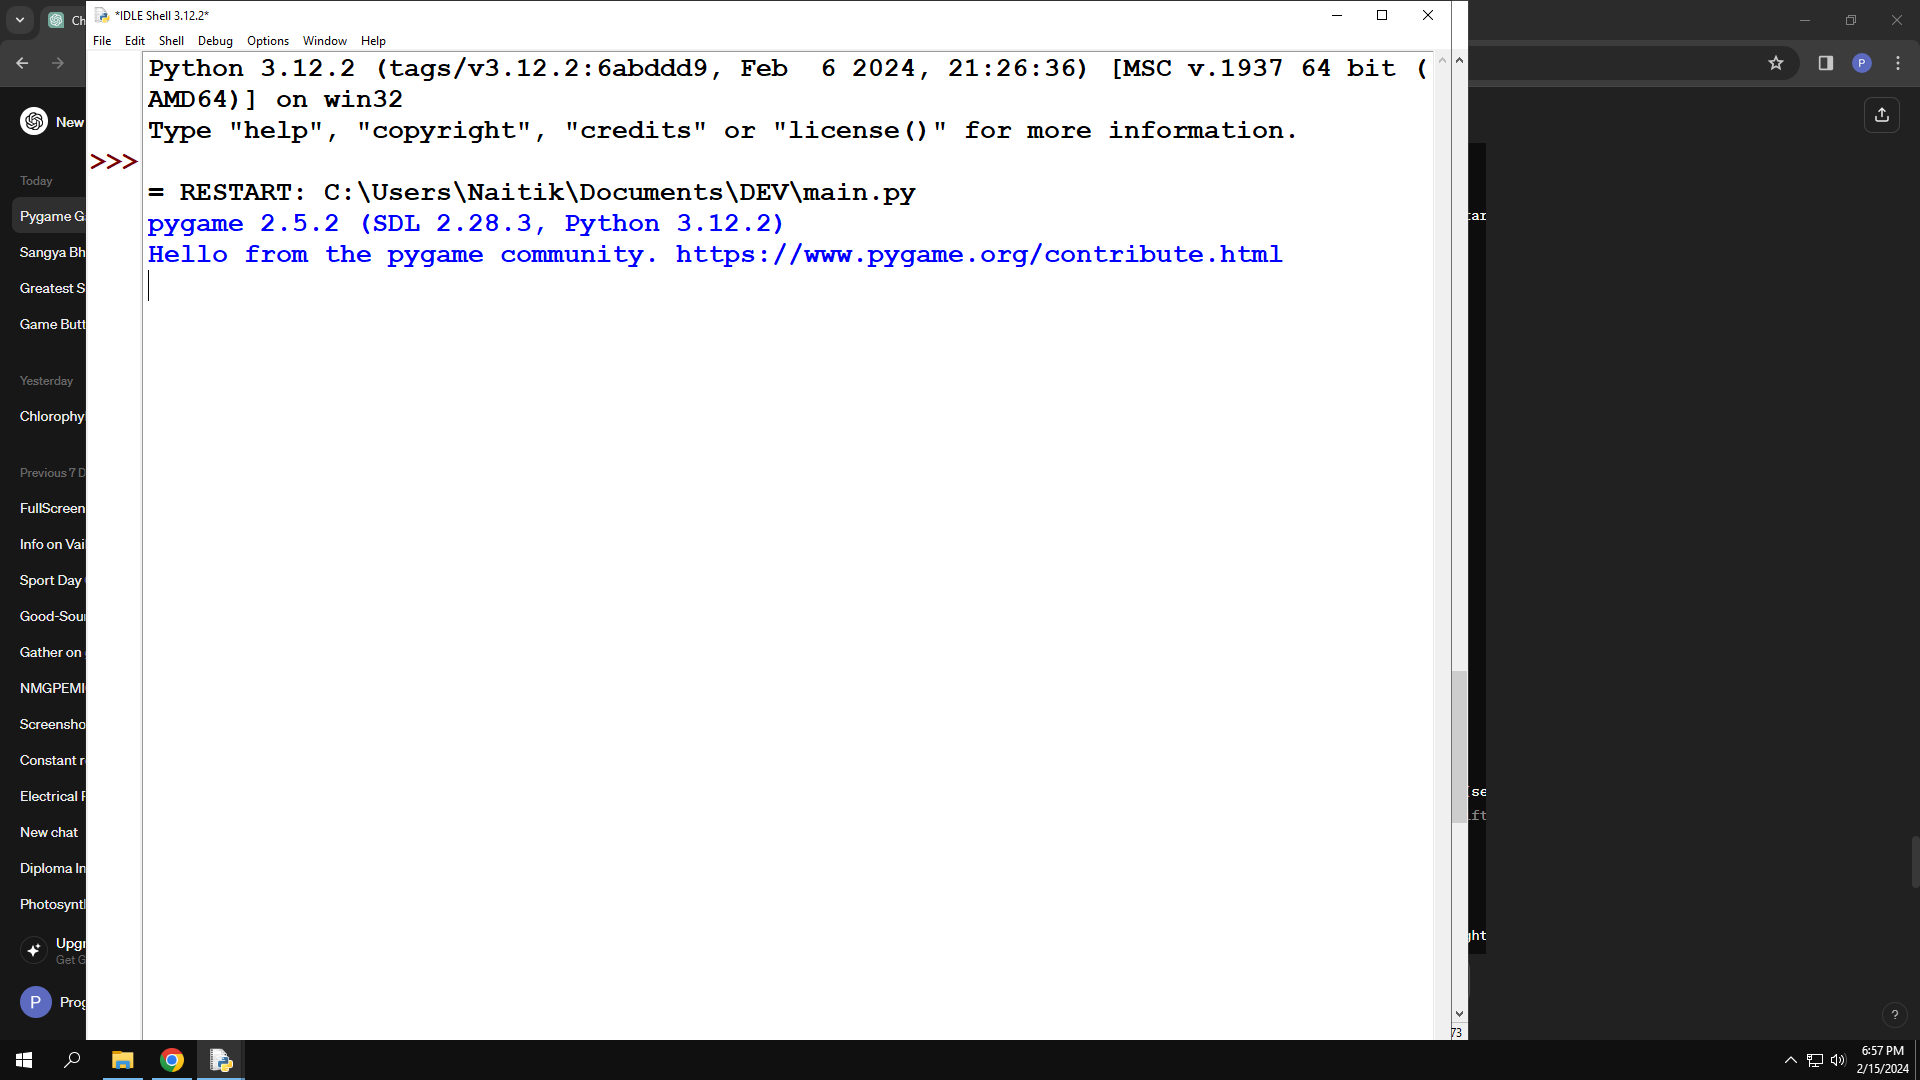 Ch
*IDLE Shell 3.12.2*
File Edit Shell Debug Options Window Help
Python 3.12.2 (tags/v3.12.2:6abddd9, Feb  6 2024, 21:26:36) [MSC v.1937 64 bit (
AMD64)] on win32
Type "help", "copyright", "credits" or "license()" for more information.
>>>
= RESTART: C:\Users\Naitik\Documents\DEV\main.py
pygame 2.5.2 (SDL 2.28.3, Python 3.12.2)
Hello from the pygame community. https://www.pygame.org/contribute.html
New
Today
Pygame G
Sangya Bh
Greatest S
Game Butt
Yesterday
Chlorophy
Previous 7 D
FullScreen
Info on Vai
Sport Day
Good-Sou
Gather on
NMGPEMI
Screensho
Constant r
Electrical
New chat
Diploma In
Photosynt
Upgr
Get G
P Prog
P
tar
(se
ift
ght
73
?
6:57 PM
2/15/2024